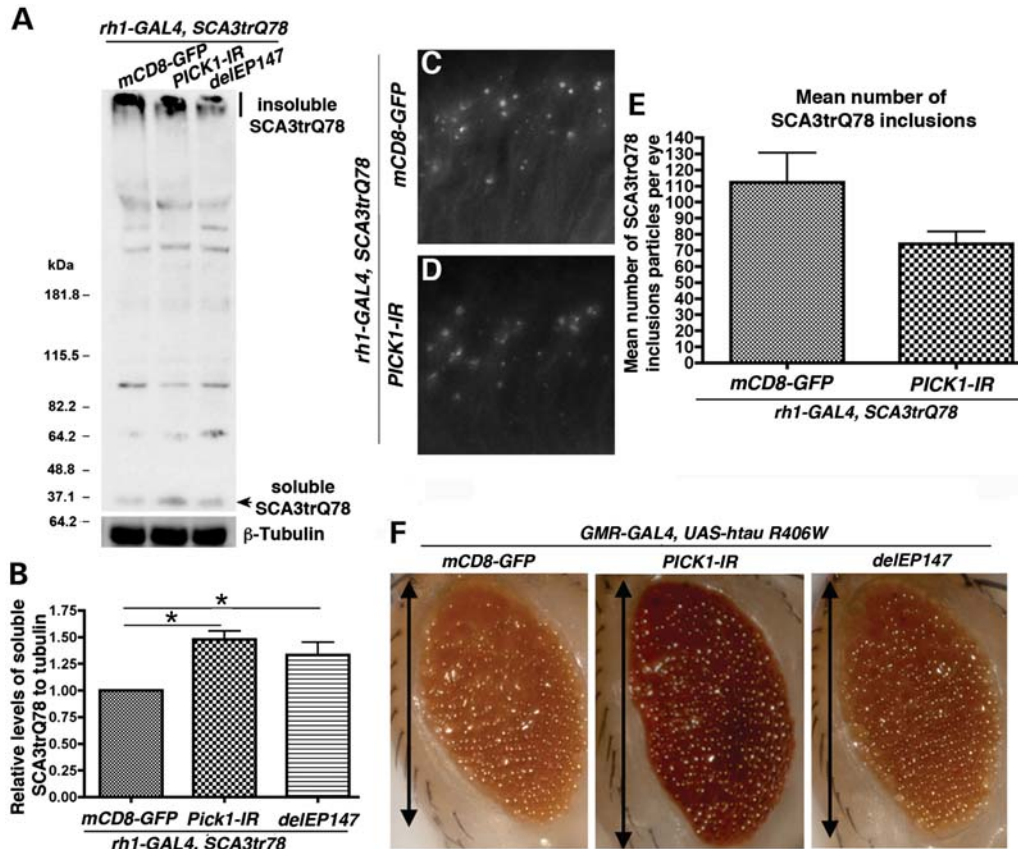 A
rh1-GAL4, SCA3trQ78
mCD8-GFP
PICK1-IR
delEP147
insoluble
SCA3trQ78
kDa
181.8
115.5
82.2
64.2
48.8
37.1
64.2
soluble
SCA3trQ78
β-Tubulin
B
Relative levels of soluble
SCA3trQ78 to tubulin
1.75
1.50
1.25
1.00
0.75
0.50
0.25
0.00
*
*
mCD8-GFP
Pick1-IR
delEP147
rh1-GAL4, SCA3tr78
rh1-GAL4, SCA3trQ78
mCD8-GFP
C
PICK1-IR
D
E
Mean number of
SCA3trQ78 inclusions
Mean number of SCA3trQ78
inclusions particles per eye
140
130
120
110
100
90
80
70
60
50
40
30
20
10
0
mCD8-GFP
PICK1-IR
rh1-GAL4, SCA3trQ78
F
GMR-GAL4, UAS-htau R406W
mCD8-GFP
PICK1-IR
delEP147